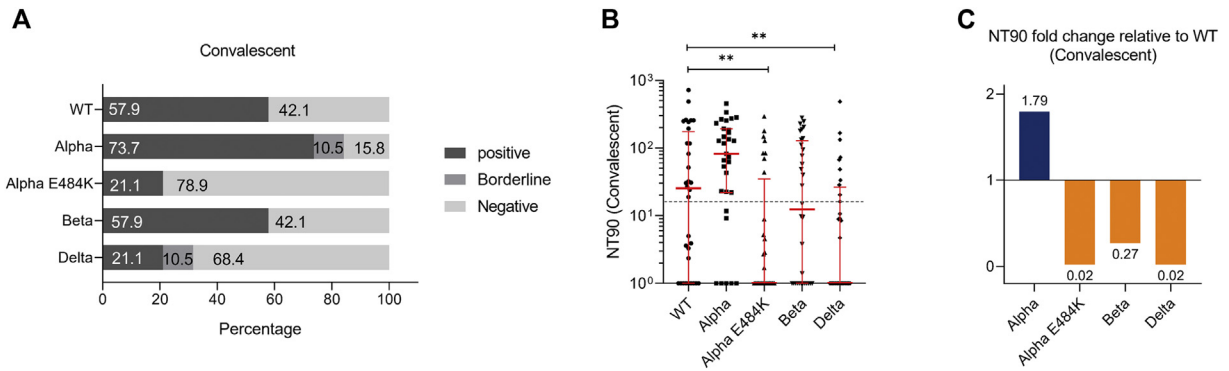 A
Convalescent
WT
57.9
42.1
Alpha
73.7
10.5
15.8
Alpha E484K
21.1
78.9
Beta
57.9
42.1
Delta
21.1
10.5
68.4
0
20
40
60
80
100
Percentage
positive
Borderline
Negative
B
**
**
NT90 (Convalescent)
10³
10²
10¹
10⁰
WT
Alpha
Alpha E484K
Beta
Delta
C
NT90 fold change relative to WT
(Convalescent)
2
1
0
1.79
0.02
0.27
0.02
Alpha
Alpha E484K
Beta
Delta